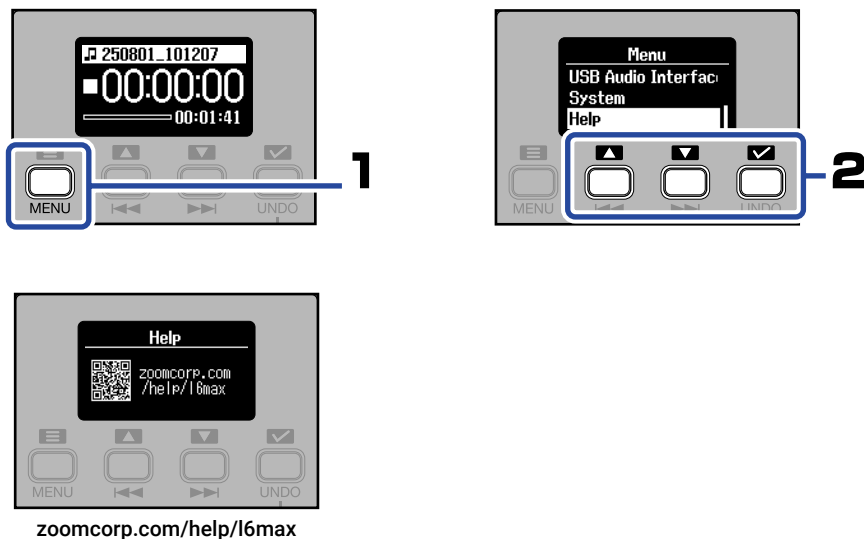 250801_101207
00:00:00
00:01:41
MENU
UNDO
1
Menu
USB Audio Interfac
System
Help
MENU
UNDO
2
Help
zoomcorp.com
/help/l6max
MENU
UNDO
zoomcorp.com/help/l6max